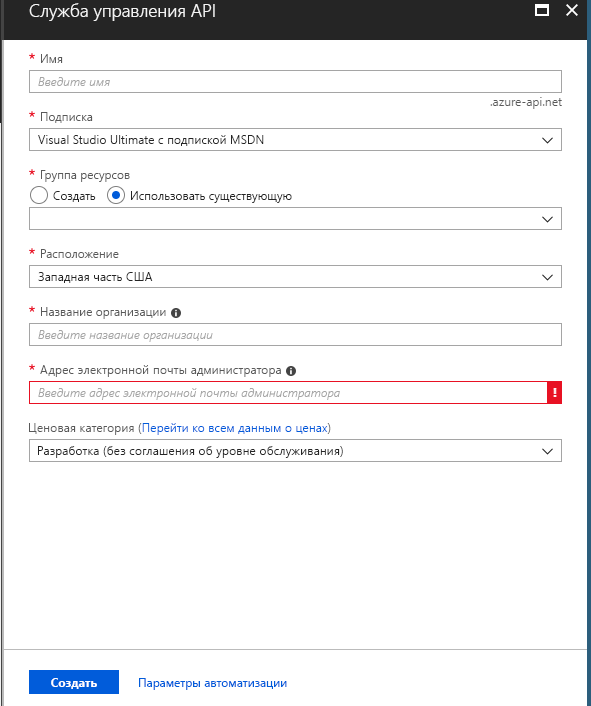 Служба управления API
* Имя
Введите имя
.azure-api.net
* Подписка
Visual Studio Ultimate с подпиской MSDN
* Группа ресурсов
Создать Использовать существующую
* Расположение
Западная часть США
* Название организации
Введите название организации
* Адрес электронной почты администратора
Введите адрес электронной почты администратора !
Ценовая категория (Перейти ко всем данным о ценах)
Разработка (без соглашения об уровне обслуживания)
Создать Параметры автоматизации